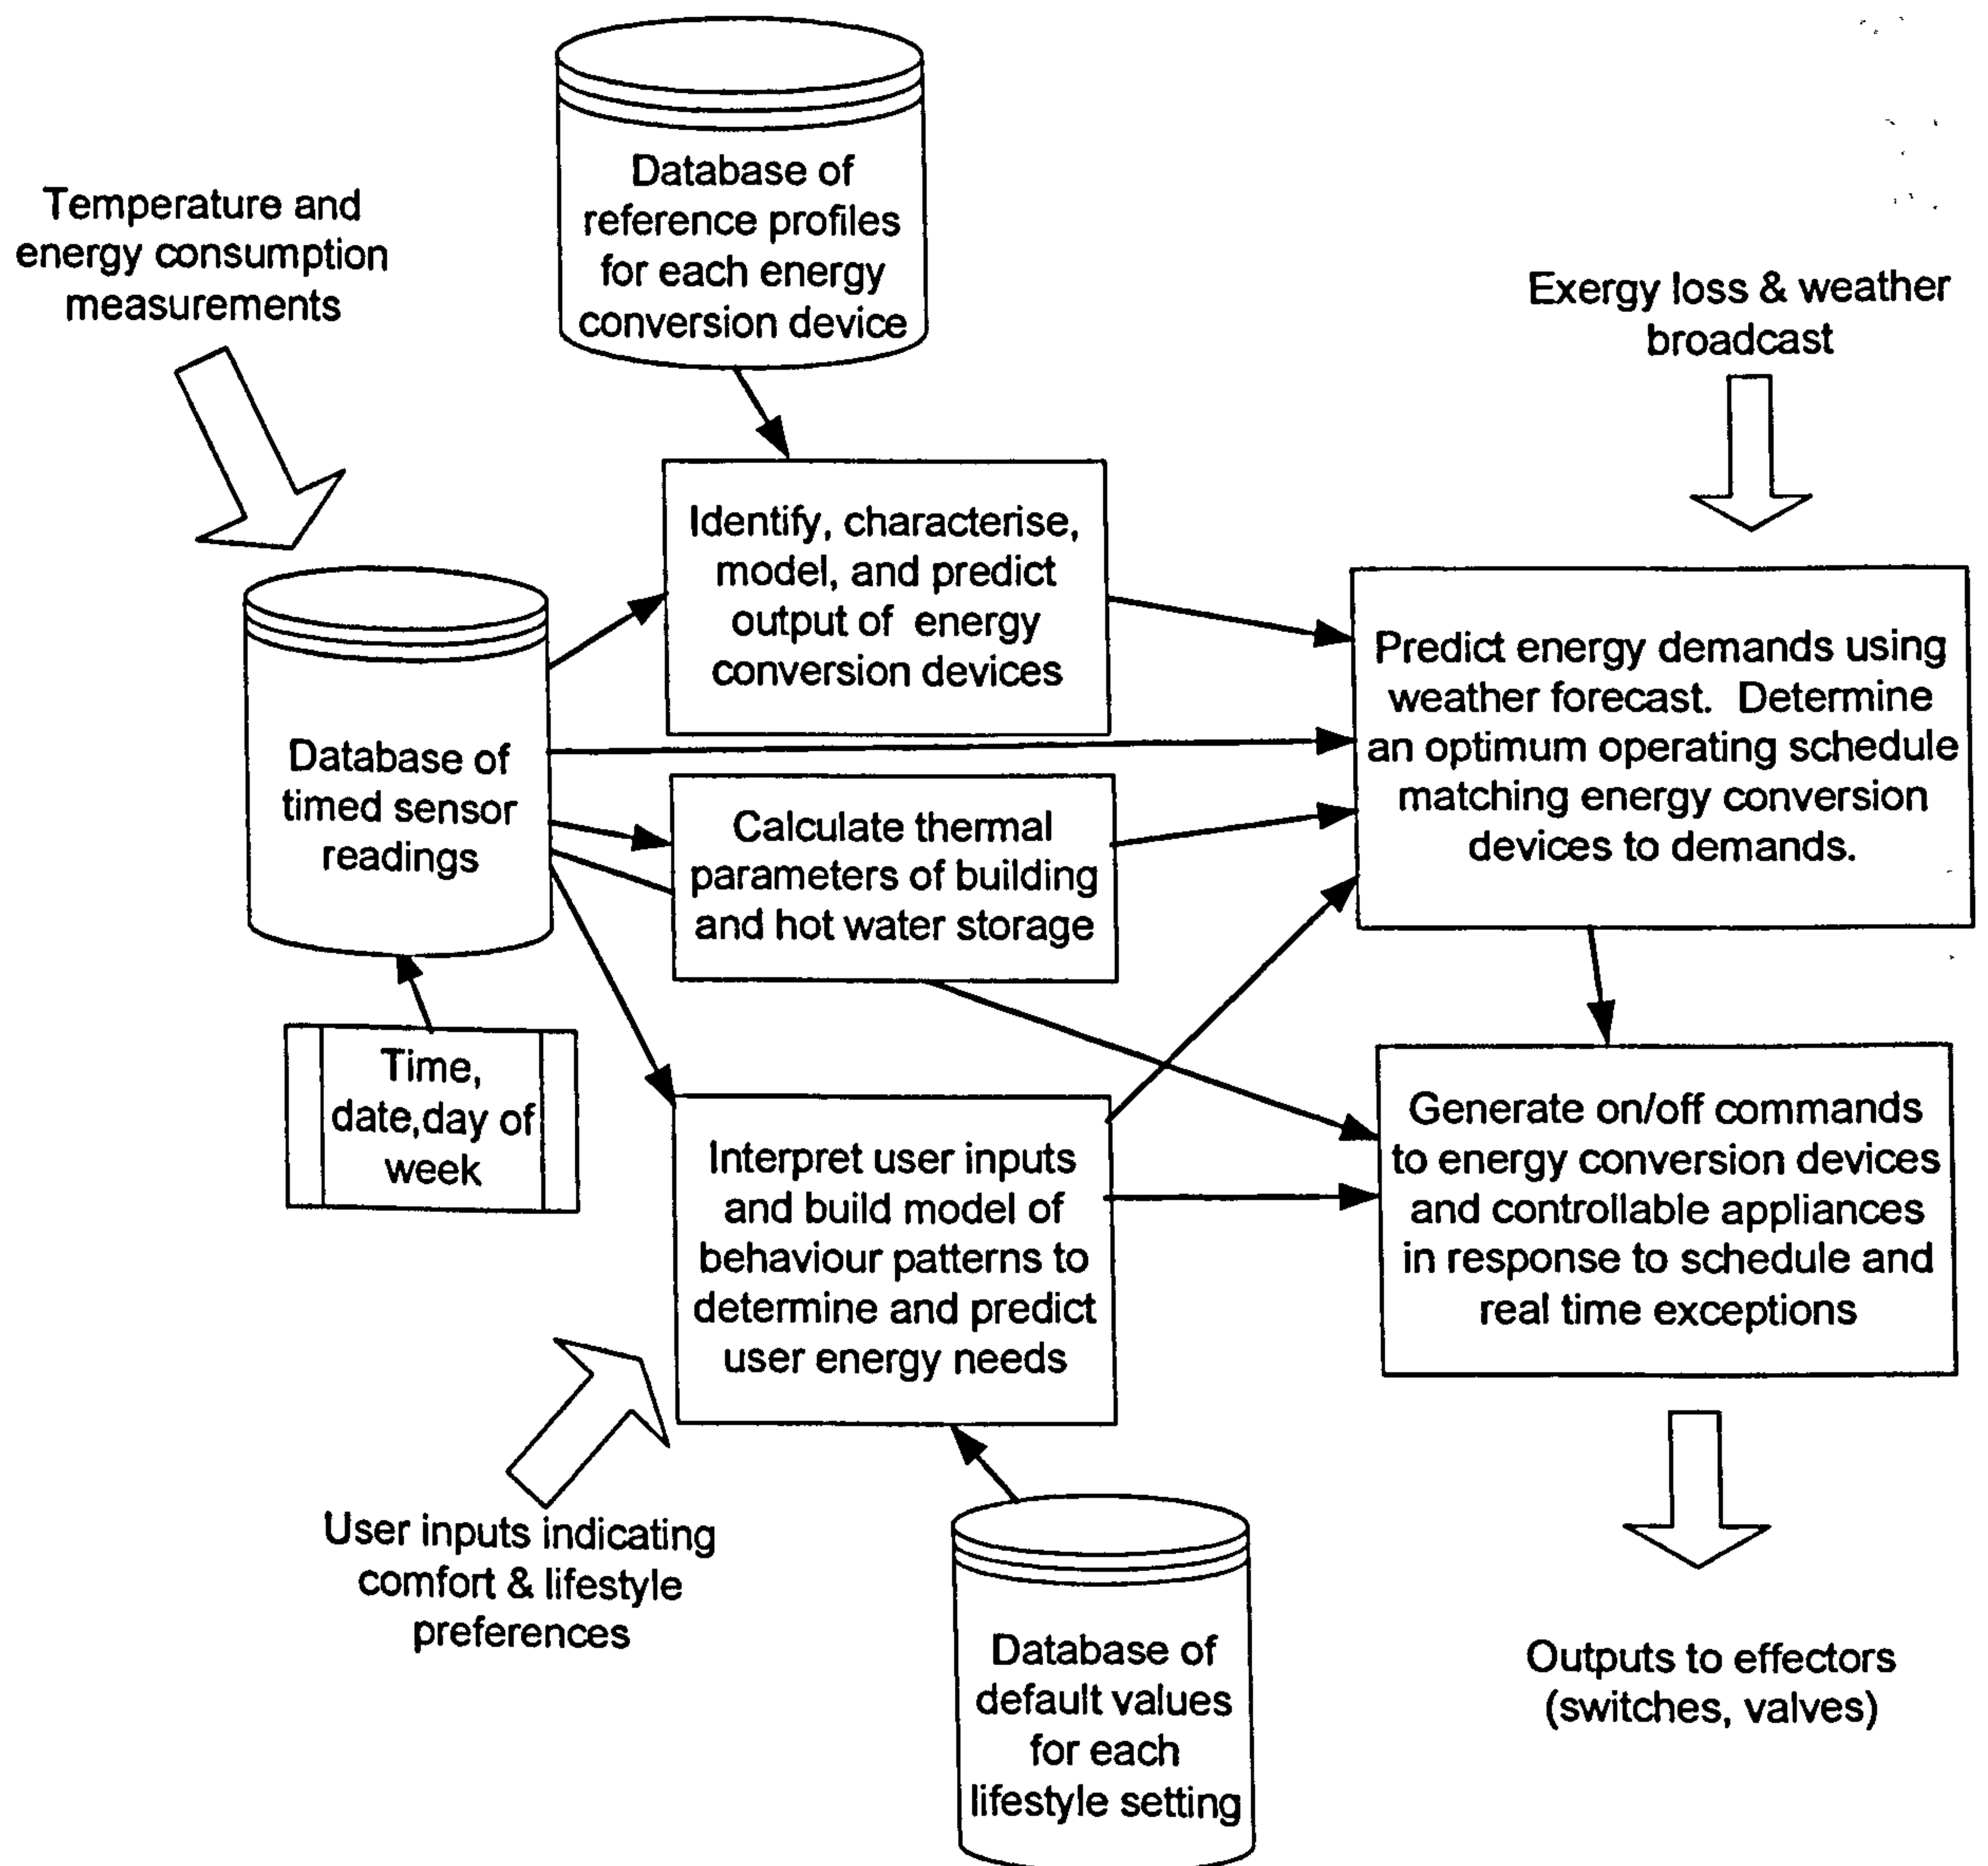 Database of
reference profiles
for each energy
conversion device
Temperature and
energy consumption
measurements
Exergy loss & weather
broadcast
Identify, characterise,
model, and predict
output of energy
conversion devices
Predict energy demands using
weather forecast. Determine
an optimum operating schedule
matching energy conversion
devices to demands.
Database of
timed sensor
readings
Calculate thermal
parameters of building
and hot water storage
Time,
date,day of
week
Interpret user inputs
and build model of
behaviour patterns to
determine and predict
user energy needs
Generate on/off commands
to energy conversion devices
and controllable appliances
in response to schedule and
real time exceptions
User inputs indicating
comfort & lifestyle
preferences
Database of
default values
for each
lifestyle setting
Outputs to effectors
(switches, valves)